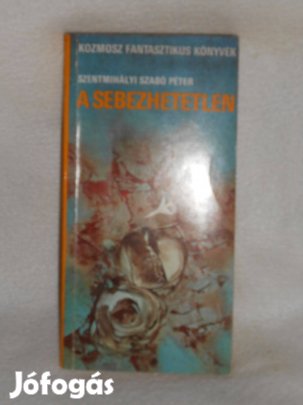 KOZMOSZ FANTASZTIKUS KÖNYVEK
SZENTMIHÁLYI SZABÓ PÉTER
A SEBEZHETETLEN
Jófogás